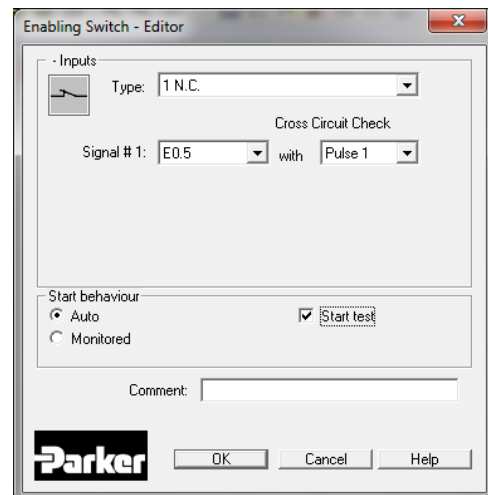 Enabling Switch - Editor
- Inputs
Type: 1 N.C.
Cross Circuit Check
Signal # 1: E0.5 with Pulse 1
Start behaviour
Auto Start test
Monitored
Comment:
Parker OK Cancel Help